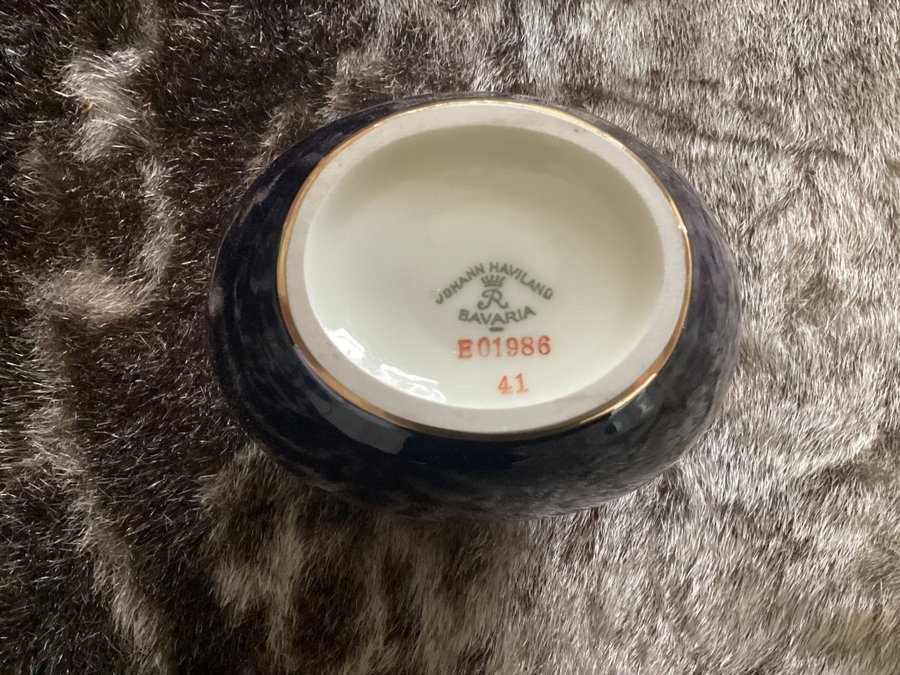 JOHANN HAVILAND
R
BAVARIA
E01986
41